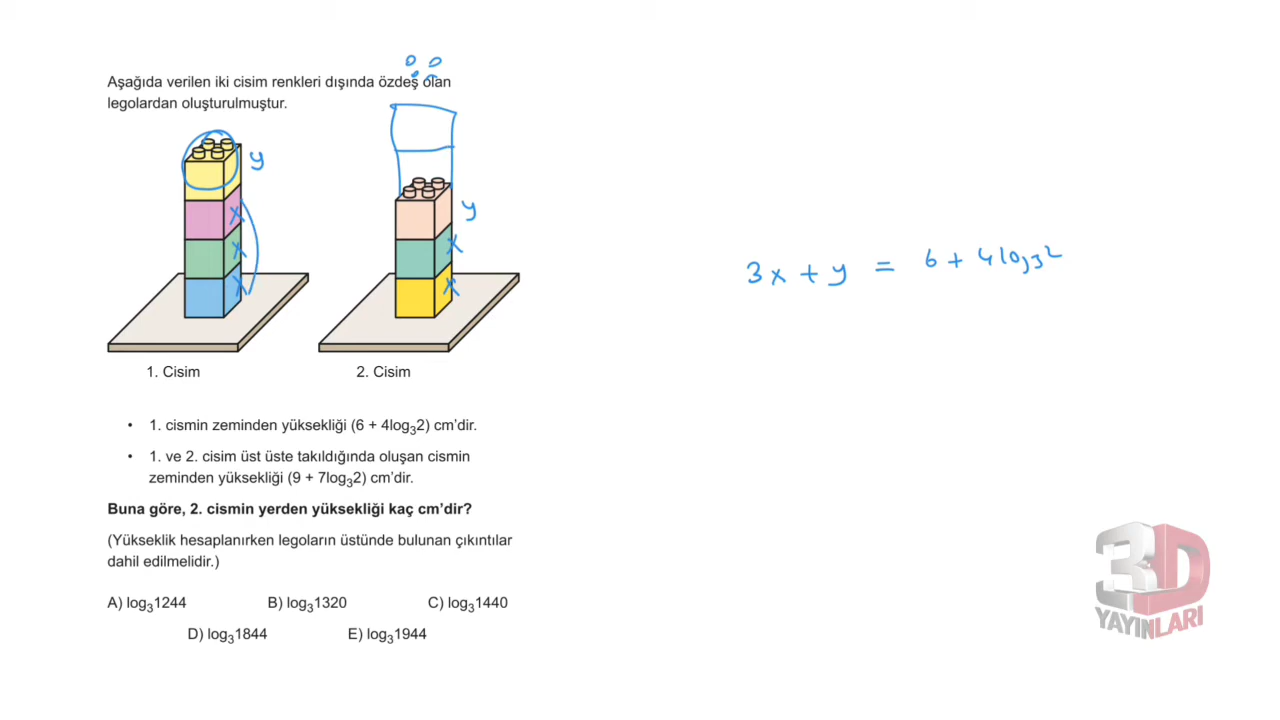 Aşağıda verilen iki cisim renkleri dışında özdeş olan
legolardan oluşturulmuştur.
y
x
x
x
y
x
x
3x + y = 6 + 4log₃2
1. Cisim
2. Cisim
• 1. cismin zeminden yüksekliği (6 + 4log₃2) cm'dir.
• 1. ve 2. cisim üst üste takıldığında oluşan cismin
zeminden yüksekliği (9 + 7log₃2) cm'dir.
Buna göre, 2. cismin yerden yüksekliği kaç cm'dir?
(Yükseklik hesaplanırken legoların üstünde bulunan çıkıntılar
dahil edilmelidir.)
A) log₃1244 B) log₃1320 C) log₃1440
D) log₃1844 E) log₃1944
3D
YAYINLARI